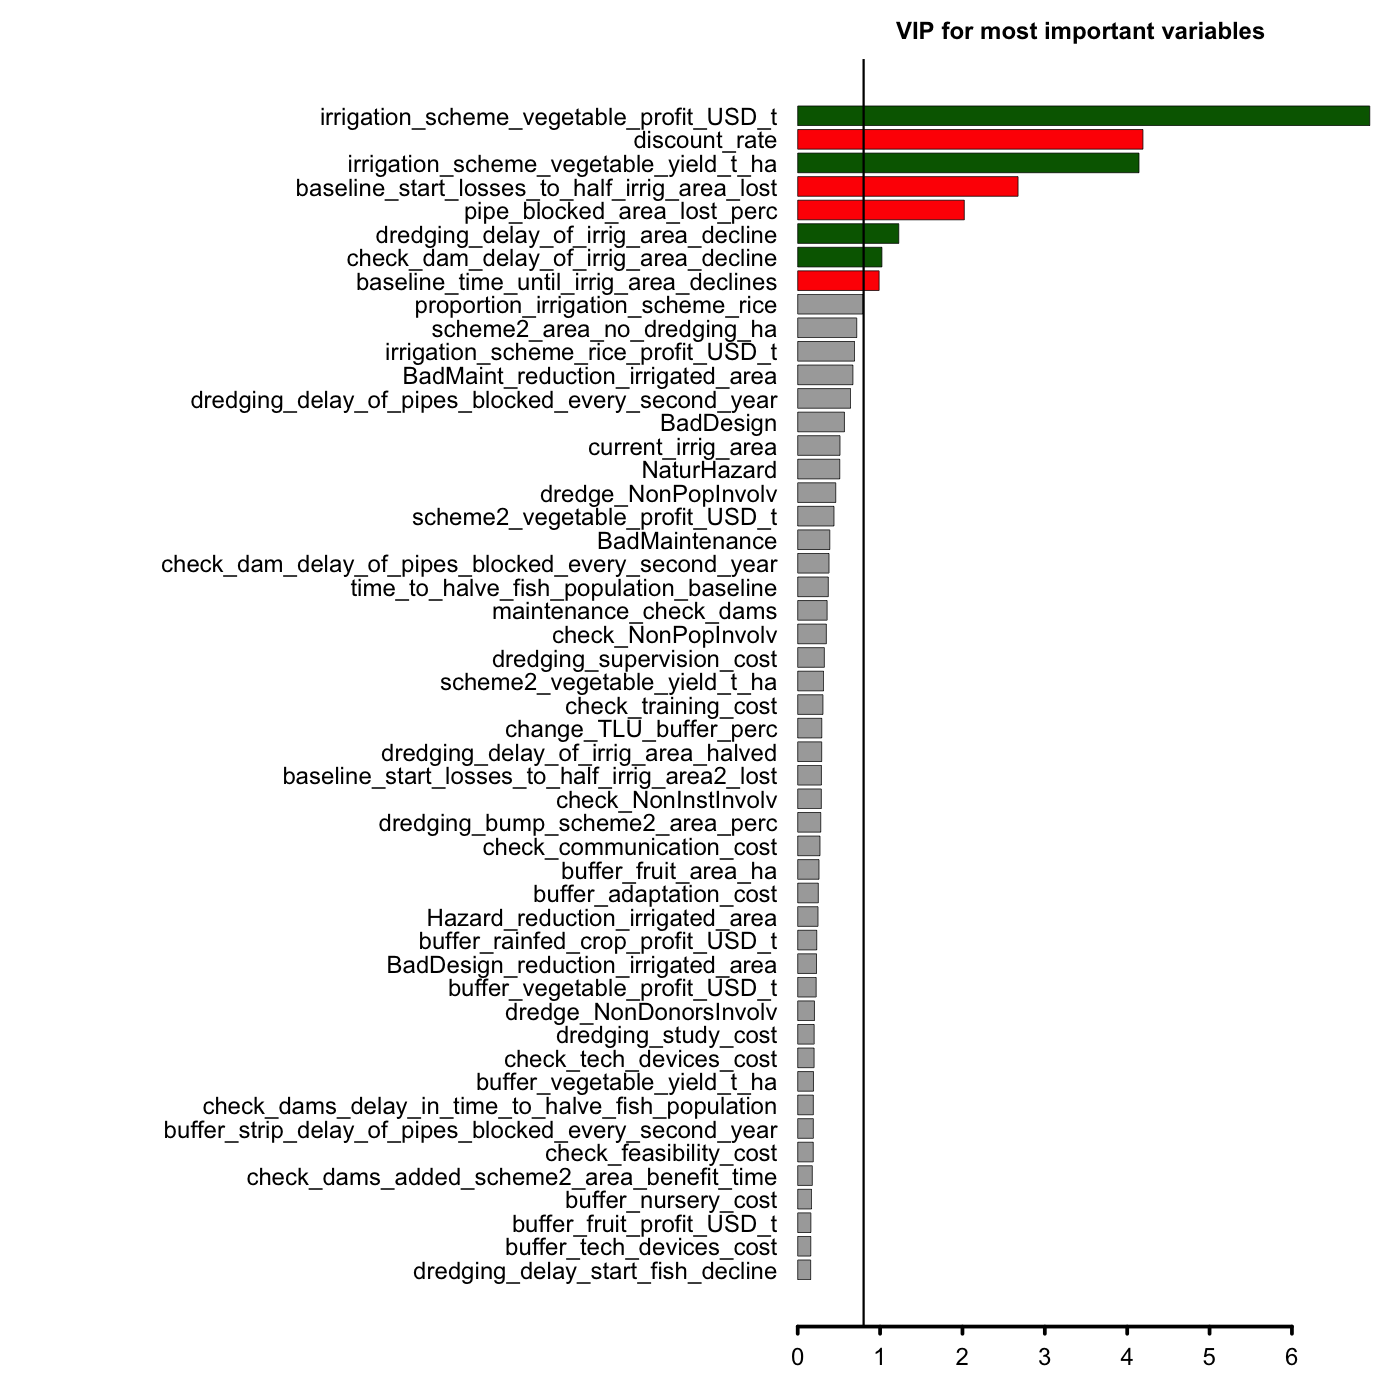 VIP for most important variables
irrigation_scheme_vegetable_profit_USD_t
discount_rate
irrigation_scheme_vegetable_yield_t_ha
baseline_start_losses_to_half_irrig_area_lost
pipe_blocked_area_lost_perc
dredging_delay_of_irrig_area_decline
check_dam_delay_of_irrig_area_decline
baseline_time_until_irrig_area_declines
proportion_irrigation_scheme_rice
scheme2_area_no_dredging_ha
irrigation_scheme_rice_profit_USD_t
BadMaint_reduction_irrigated_area
dredging_delay_of_pipes_blocked_every_second_year
BadDesign
current_irrig_area
NaturHazard
dredge_NonPopInvolv
scheme2_vegetable_profit_USD_t
BadMaintenance
check_dam_delay_of_pipes_blocked_every_second_year
time_to_halve_fish_population_baseline
maintenance_check_dams
check_NonPopInvolv
dredging_supervision_cost
scheme2_vegetable_yield_t_ha
check_training_cost
change_TLU_buffer_perc
dredging_delay_of_irrig_area_halved
baseline_start_losses_to_half_irrig_area2_lost
check_NonInstInvolv
dredging_bump_scheme2_area_perc
check_communication_cost
buffer_fruit_area_ha
buffer_adaptation_cost
Hazard_reduction_irrigated_area
buffer_rainfed_crop_profit_USD_t
BadDesign_reduction_irrigated_area
buffer_vegetable_profit_USD_t
dredge_NonDonorsInvolv
dredging_study_cost
check_tech_devices_cost
buffer_vegetable_yield_t_ha
check_dams_delay_in_time_to_halve_fish_population
buffer_strip_delay_of_pipes_blocked_every_second_year
check_feasibility_cost
check_dams_added_scheme2_area_benefit_time
buffer_nursery_cost
buffer_fruit_profit_USD_t
buffer_tech_devices_cost
dredging_delay_start_fish_decline
0 1 2 3 4 5 6